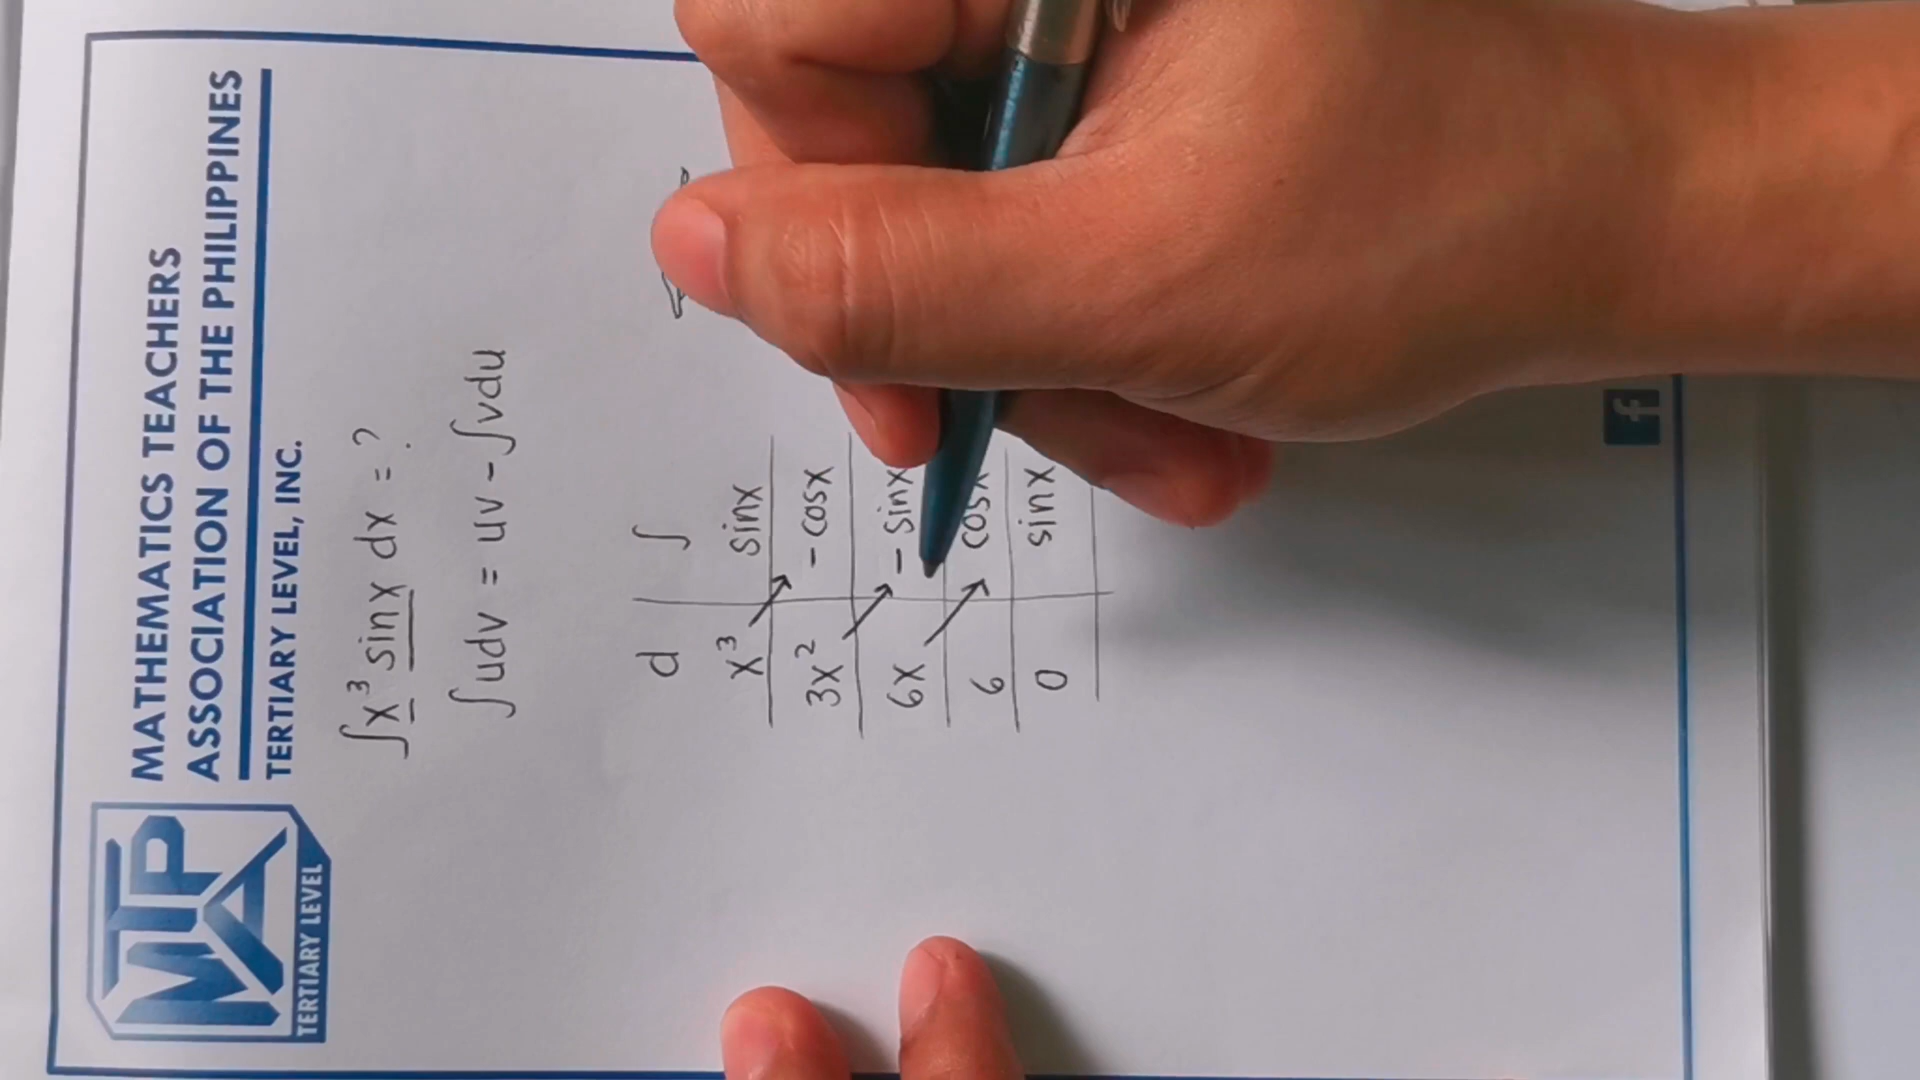 MTAP
TERTIARY LEVEL
MATHEMATICS TEACHERS
ASSOCIATION OF THE PHILIPPINES
TERTIARY LEVEL, INC.
∫x³ sinx dx = ?
∫udv = uv - ∫vdu
d ∫
x³ sinx
3x² -cosx
6x -sinx
6 cosx
0 sinx
f